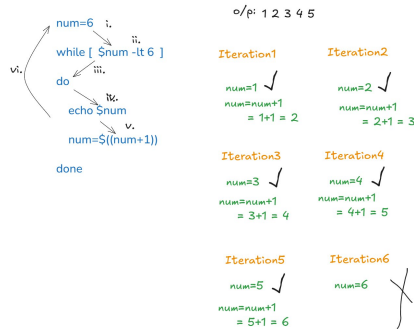 num=6 i.
ii.
while [ $num -lt 6 ]
iii.
vi.
do
iv.
echo $num
v.
num=$((num+1))
done
o/p: 1 2 3 4 5
Iteration1
num=1
num=num+1
= 1+1 = 2
Iteration2
num=2
num=num+1
= 2+1 = 3
Iteration3
num=3
num=num+1
= 3+1 = 4
Iteration4
num=4
num=num+1
= 4+1 = 5
Iteration5
num=5
num=num+1
= 5+1 = 6
Iteration6
num=6